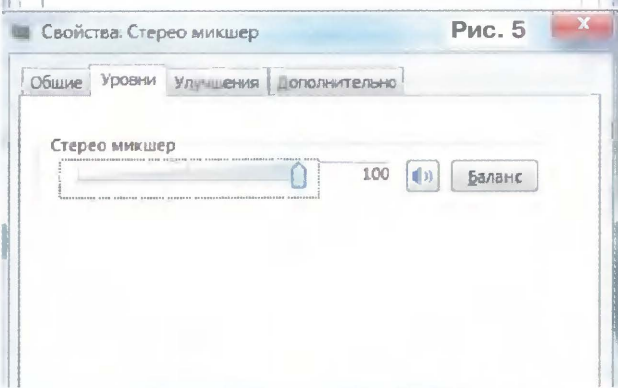 Свойства: Стерео микшер Рис. 5
Общие Уровни Улучшения Дополнительно
Стерео микшер
100 Баланс